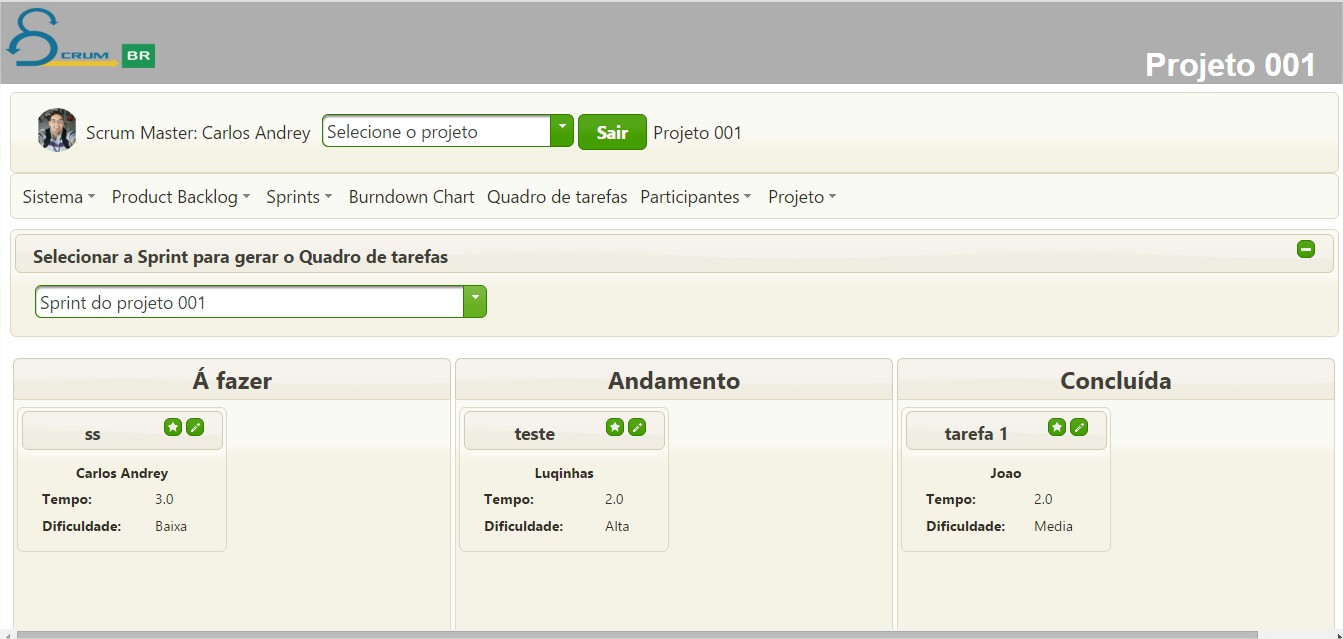 SCRUM BR
Projeto 001
Scrum Master: Carlos Andrey Selecione o projeto Sair Projeto 001
Sistema Product Backlog Sprints Burndown Chart Quadro de tarefas Participantes Projeto
Selecionar a Sprint para gerar o Quadro de tarefas
Sprint do projeto 001
Á fazer
ss
Carlos Andrey
Tempo: 3.0
Dificuldade: Baixa
Andamento
teste
Luqinhas
Tempo: 2.0
Dificuldade: Alta
Concluída
tarefa 1
Joao
Tempo: 2.0
Dificuldade: Media